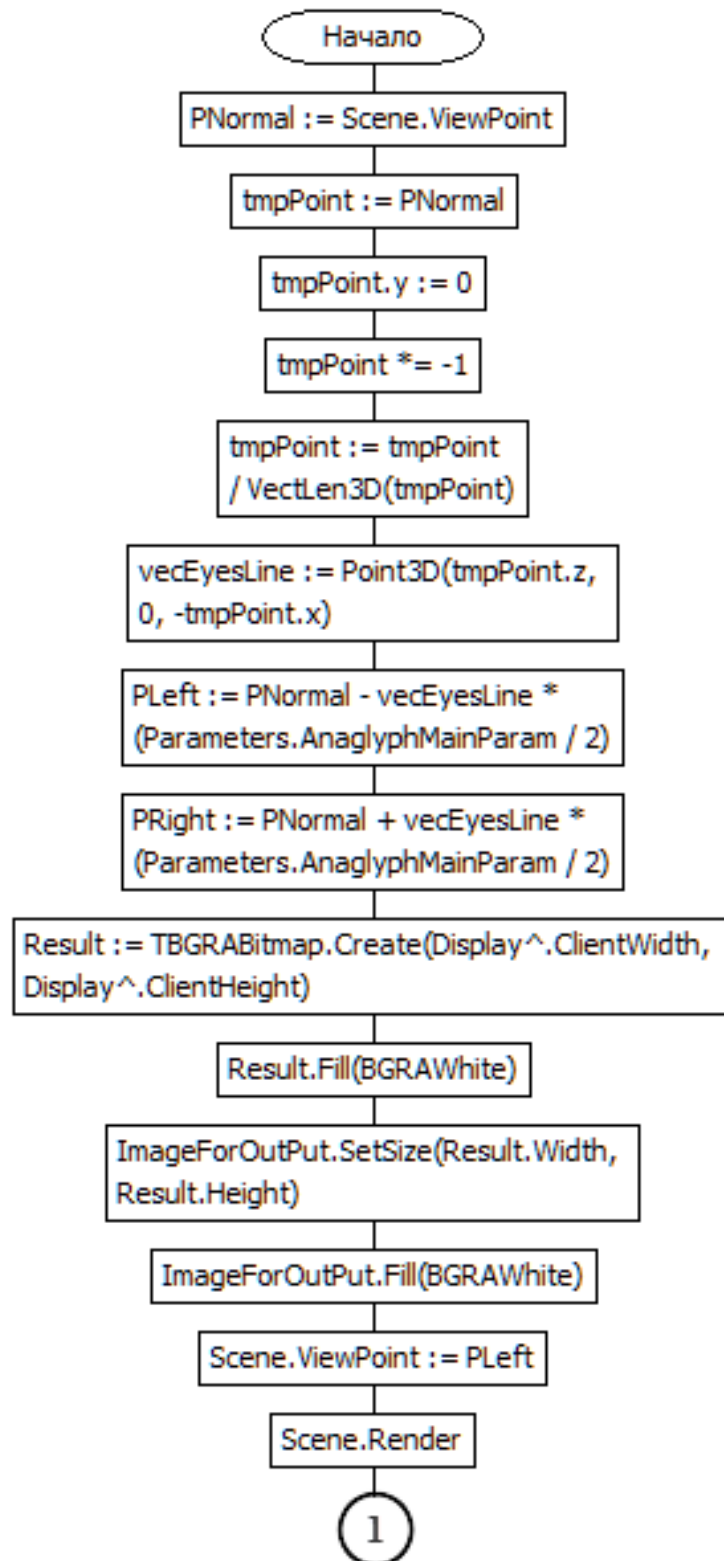 Начало
PNormal := Scene.ViewPoint
tmpPoint := PNormal
tmpPoint.y := 0
tmpPoint *= -1
tmpPoint := tmpPoint
/ VectLen3D(tmpPoint)
vecEyesLine := Point3D(tmpPoint.z,
0, -tmpPoint.x)
PLeft := PNormal - vecEyesLine *
(Parameters.AnaglyphMainParam / 2)
PRight := PNormal + vecEyesLine *
(Parameters.AnaglyphMainParam / 2)
Result := TBGRABitmap.Create(Display^.ClientWidth,
Display^.ClientHeight)
Result.Fill(BGRAWhite)
ImageForOutPut.SetSize(Result.Width,
Result.Height)
ImageForOutPut.Fill(BGRAWhite)
Scene.ViewPoint := PLeft
Scene.Render
1